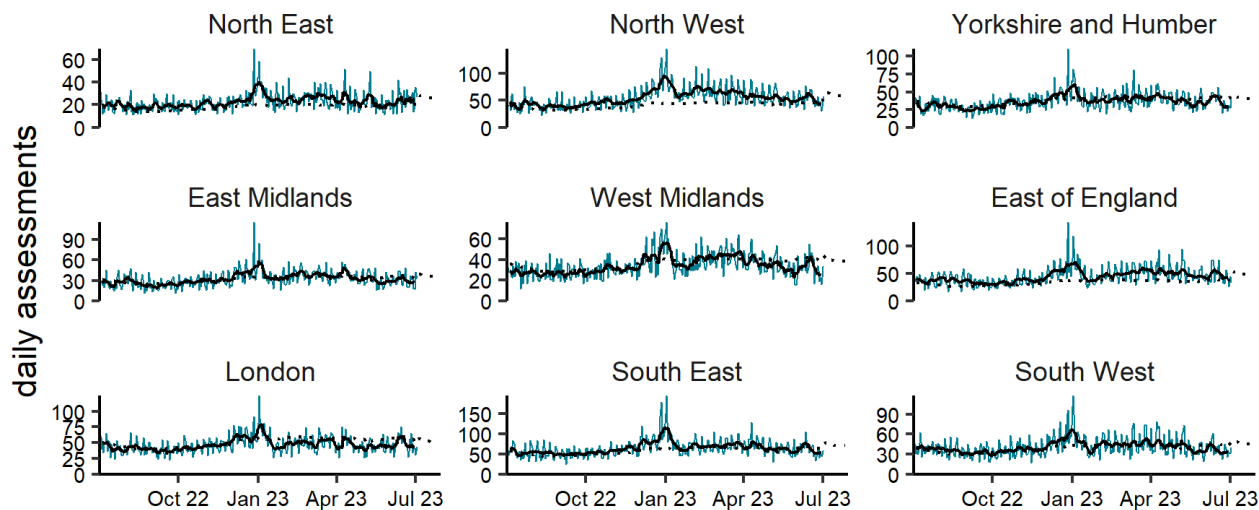 daily assessments
North East
60
40
20
0
North West
100
50
0
Yorkshire and Humber
100
75
50
25
0
East Midlands
90
60
30
0
West Midlands
60
40
20
0
East of England
100
50
0
London
100
75
50
25
0
South East
150
100
50
0
South West
90
60
30
0
Oct 22 Jan 23 Apr 23 Jul 23
Oct 22 Jan 23 Apr 23 Jul 23
Oct 22 Jan 23 Apr 23 Jul 23